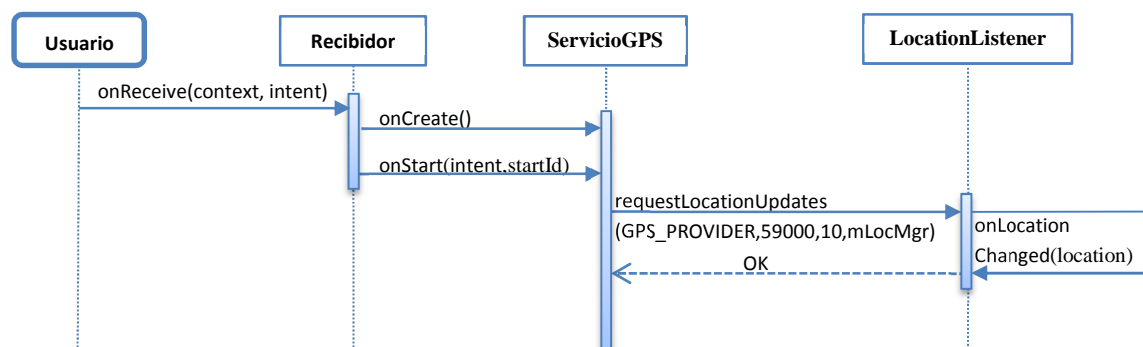 Usuario
Recibidor
ServicioGPS
LocationListener
onReceive(context, intent)
onCreate()
onStart(intent,startId)
requestLocationUpdates
(GPS_PROVIDER,59000,10,mLocMgr)
onLocation
Changed(location)
OK